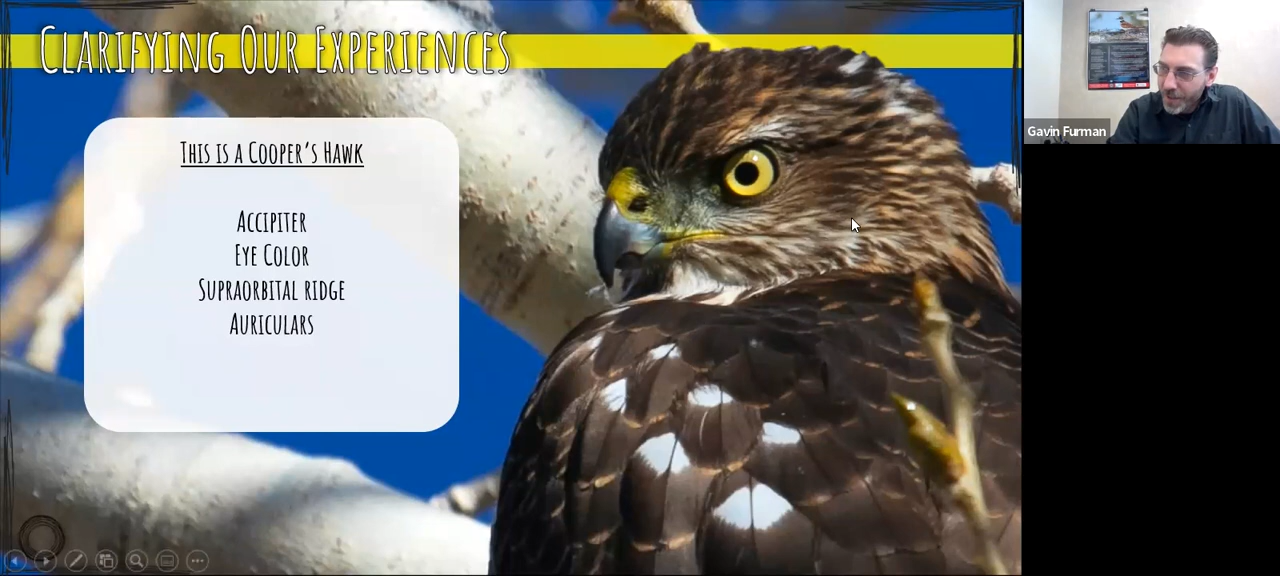 Clarifying Our Experiences
This is a Cooper's Hawk
Accipiter
Eye Color
Supraorbital ridge
Auriculars
Gavin Furman